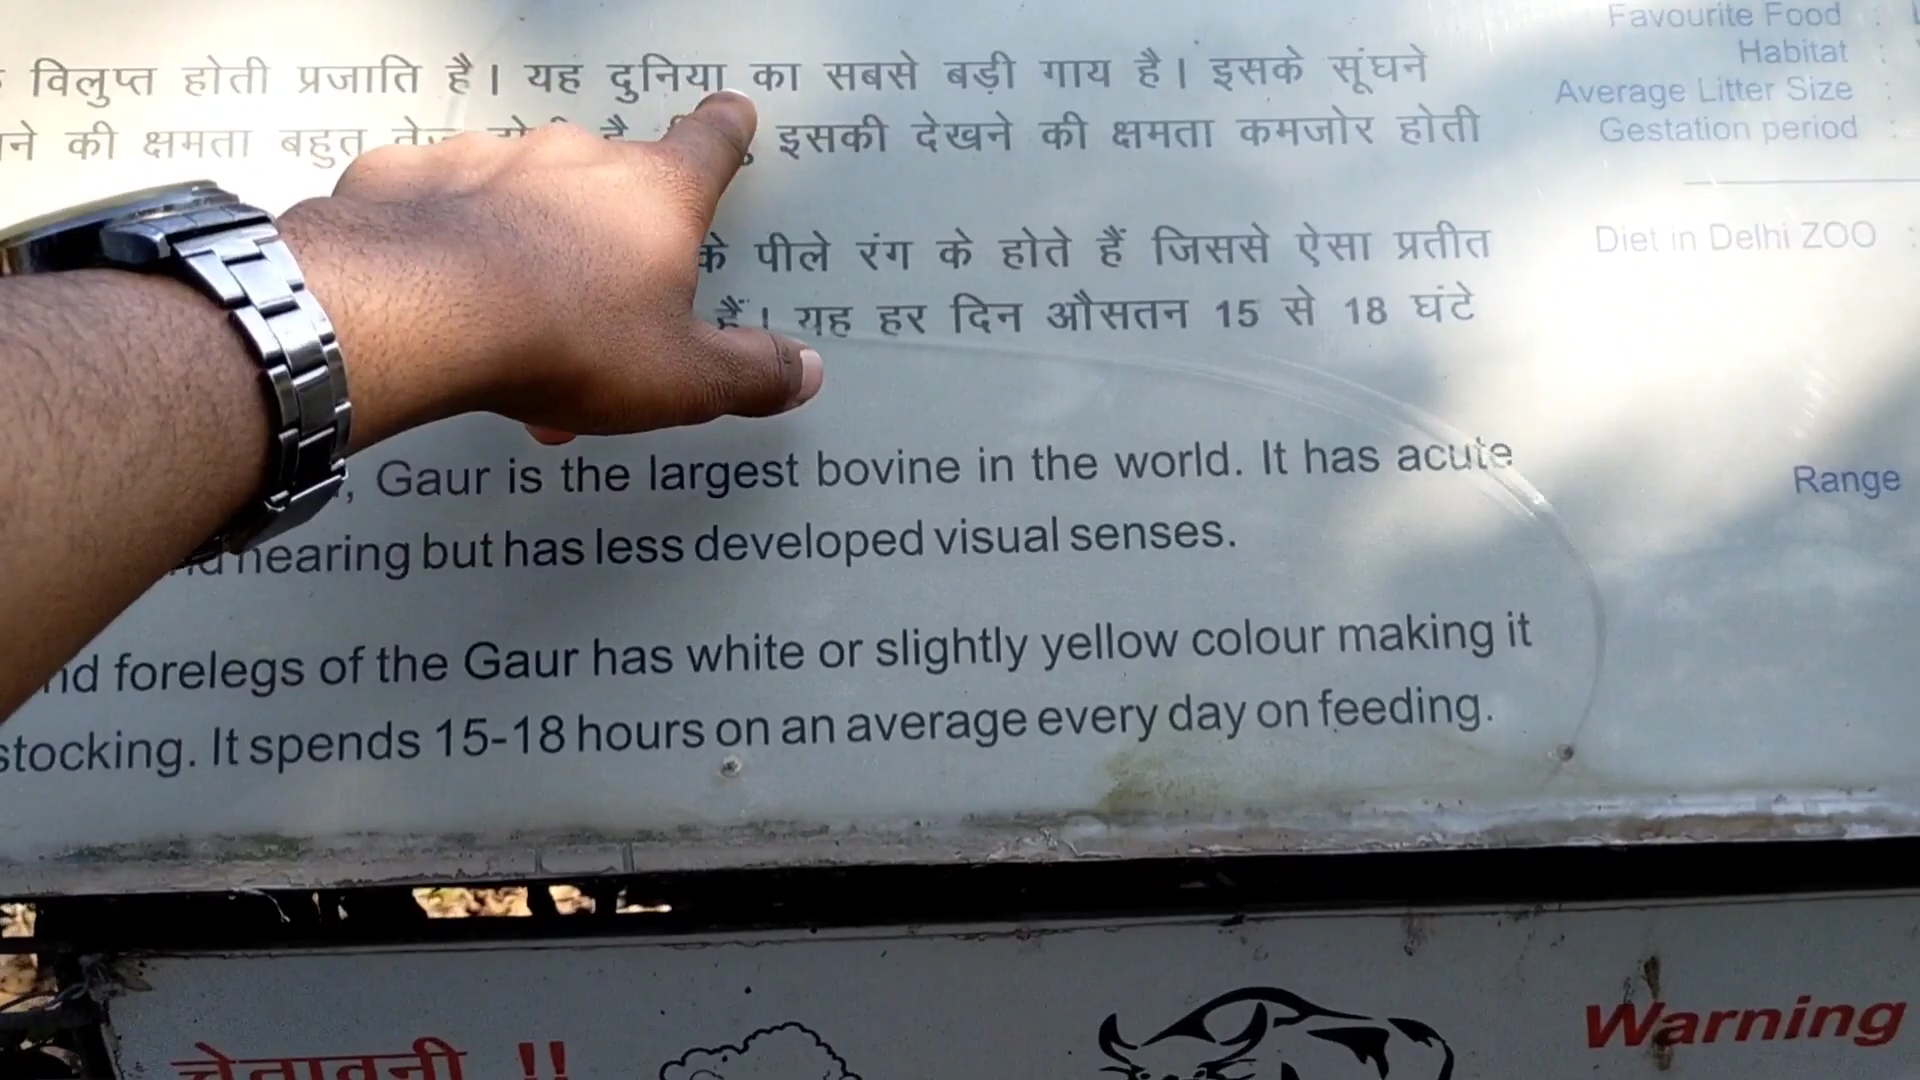 विलुप्त होती प्रजाति है। यह दुनिया का सबसे बड़ी गाय है। इसके सूंघने
की क्षमता बहुत इसकी देखने की क्षमता कमजोर होती
के पीले रंग के होते हैं जिससे ऐसा प्रतीत
हैं। यह हर दिन औसतन 15 से 18 घंटे
, Gaur is the largest bovine in the world. It has acute
hearing but has less developed visual senses.
forelegs of the Gaur has white or slightly yellow colour making it
stocking. It spends 15-18 hours on an average every day on feeding.
Favourite Food :
Habitat :
Average Litter Size :
Gestation period :
Diet in Delhi ZOO :
Range
चेतावनी !!
Warning